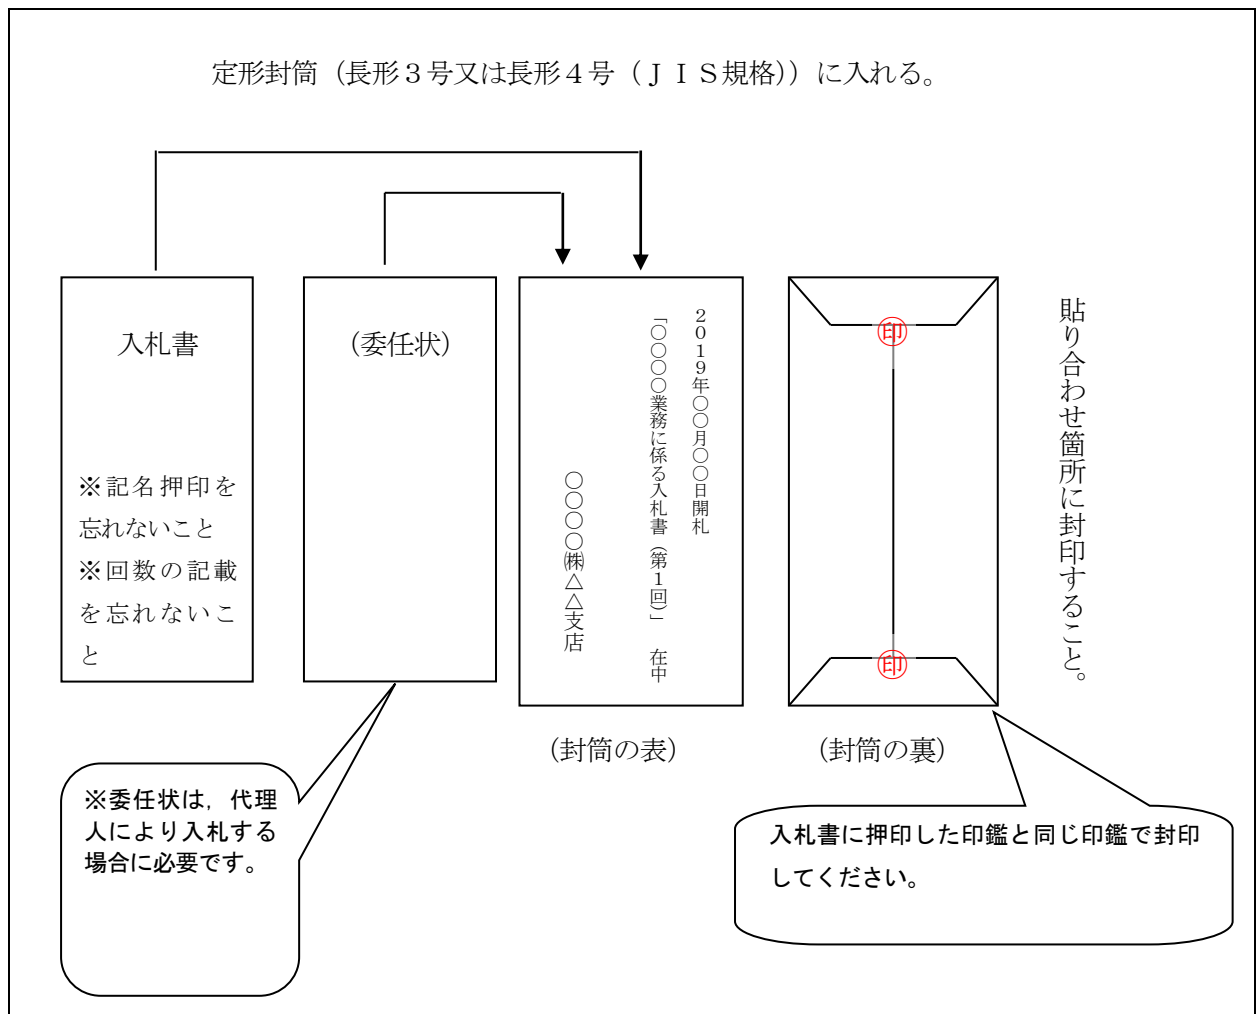 定形封筒（長形３号又は長形４号（ＪＩＳ規格））に入れる。
入札書
※記名押印を
忘れないこと
※回数の記載
を忘れないこ
と
（委任状）
２０１９年〇〇月〇〇日開札
「〇〇〇〇業務に係る入札書（第１回）」　在中
〇〇〇〇㈱△△支店
印
印
貼り合わせ箇所に封印すること。
（封筒の表）
（封筒の裏）
※委任状は，代理
人により入札する
場合に必要です。
入札書に押印した印鑑と同じ印鑑で封印
してください。